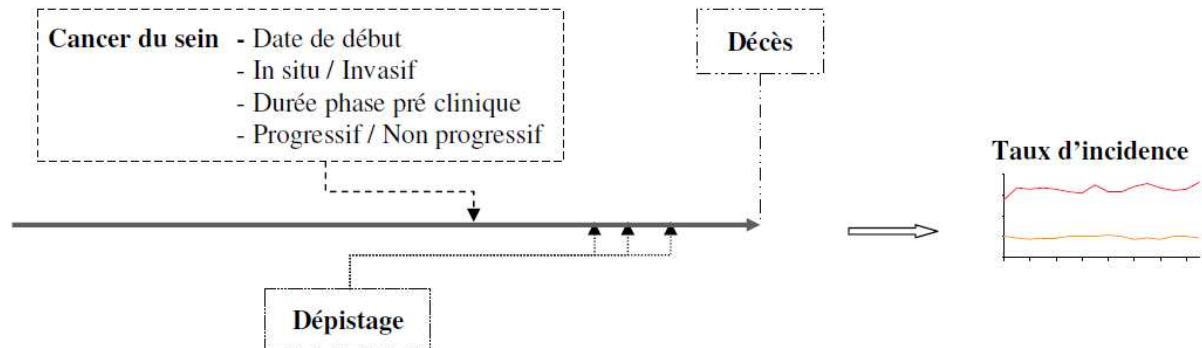 Cancer du sein - Date de début
- In situ / Invasif
- Durée phase pré clinique
- Progressif / Non progressif
Décès
Taux d’incidence
Dépistage